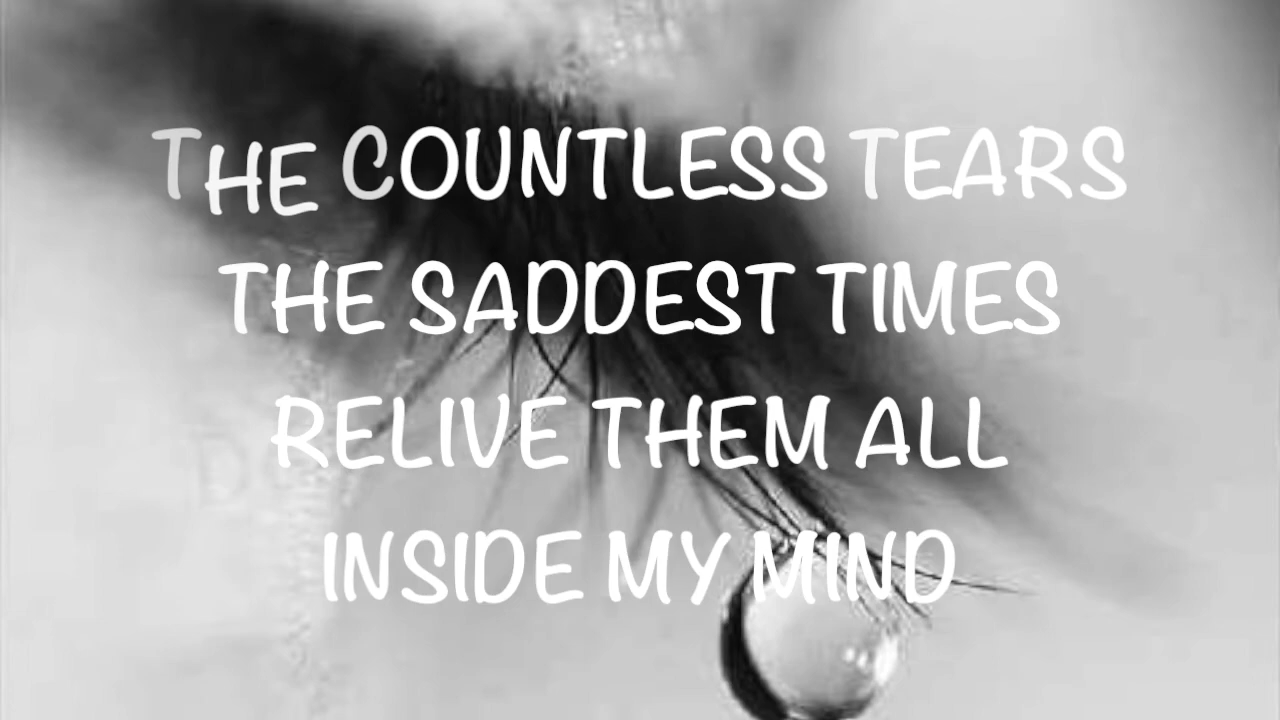 THE COUNTLESS TEARS
THE SADDEST TIMES
RELIVE THEM ALL
INSIDE MY MIND